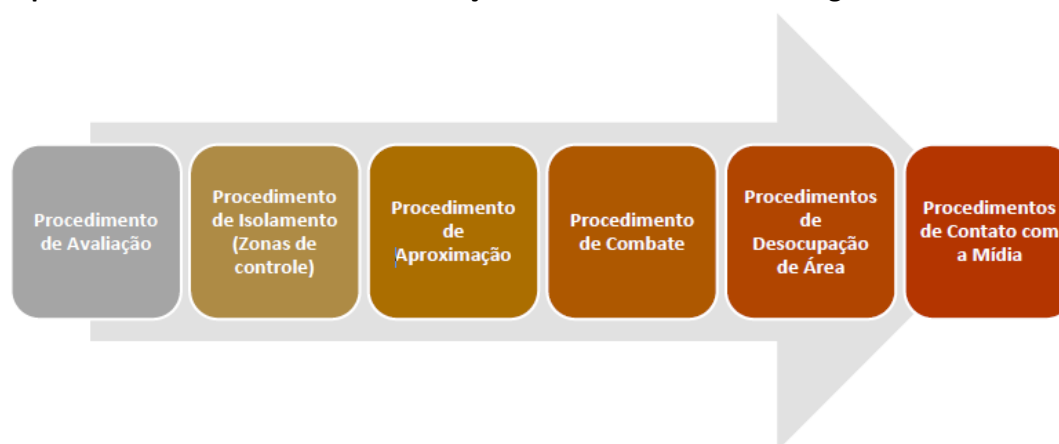 Procedimento
de Avaliação
Procedimento
de Isolamento
(Zonas de
controle)
Procedimento
de
Aproximação
Procedimento
de Combate
Procedimentos
de
Desocupação
de Área
Procedimentos
de Contato com
a Mídia